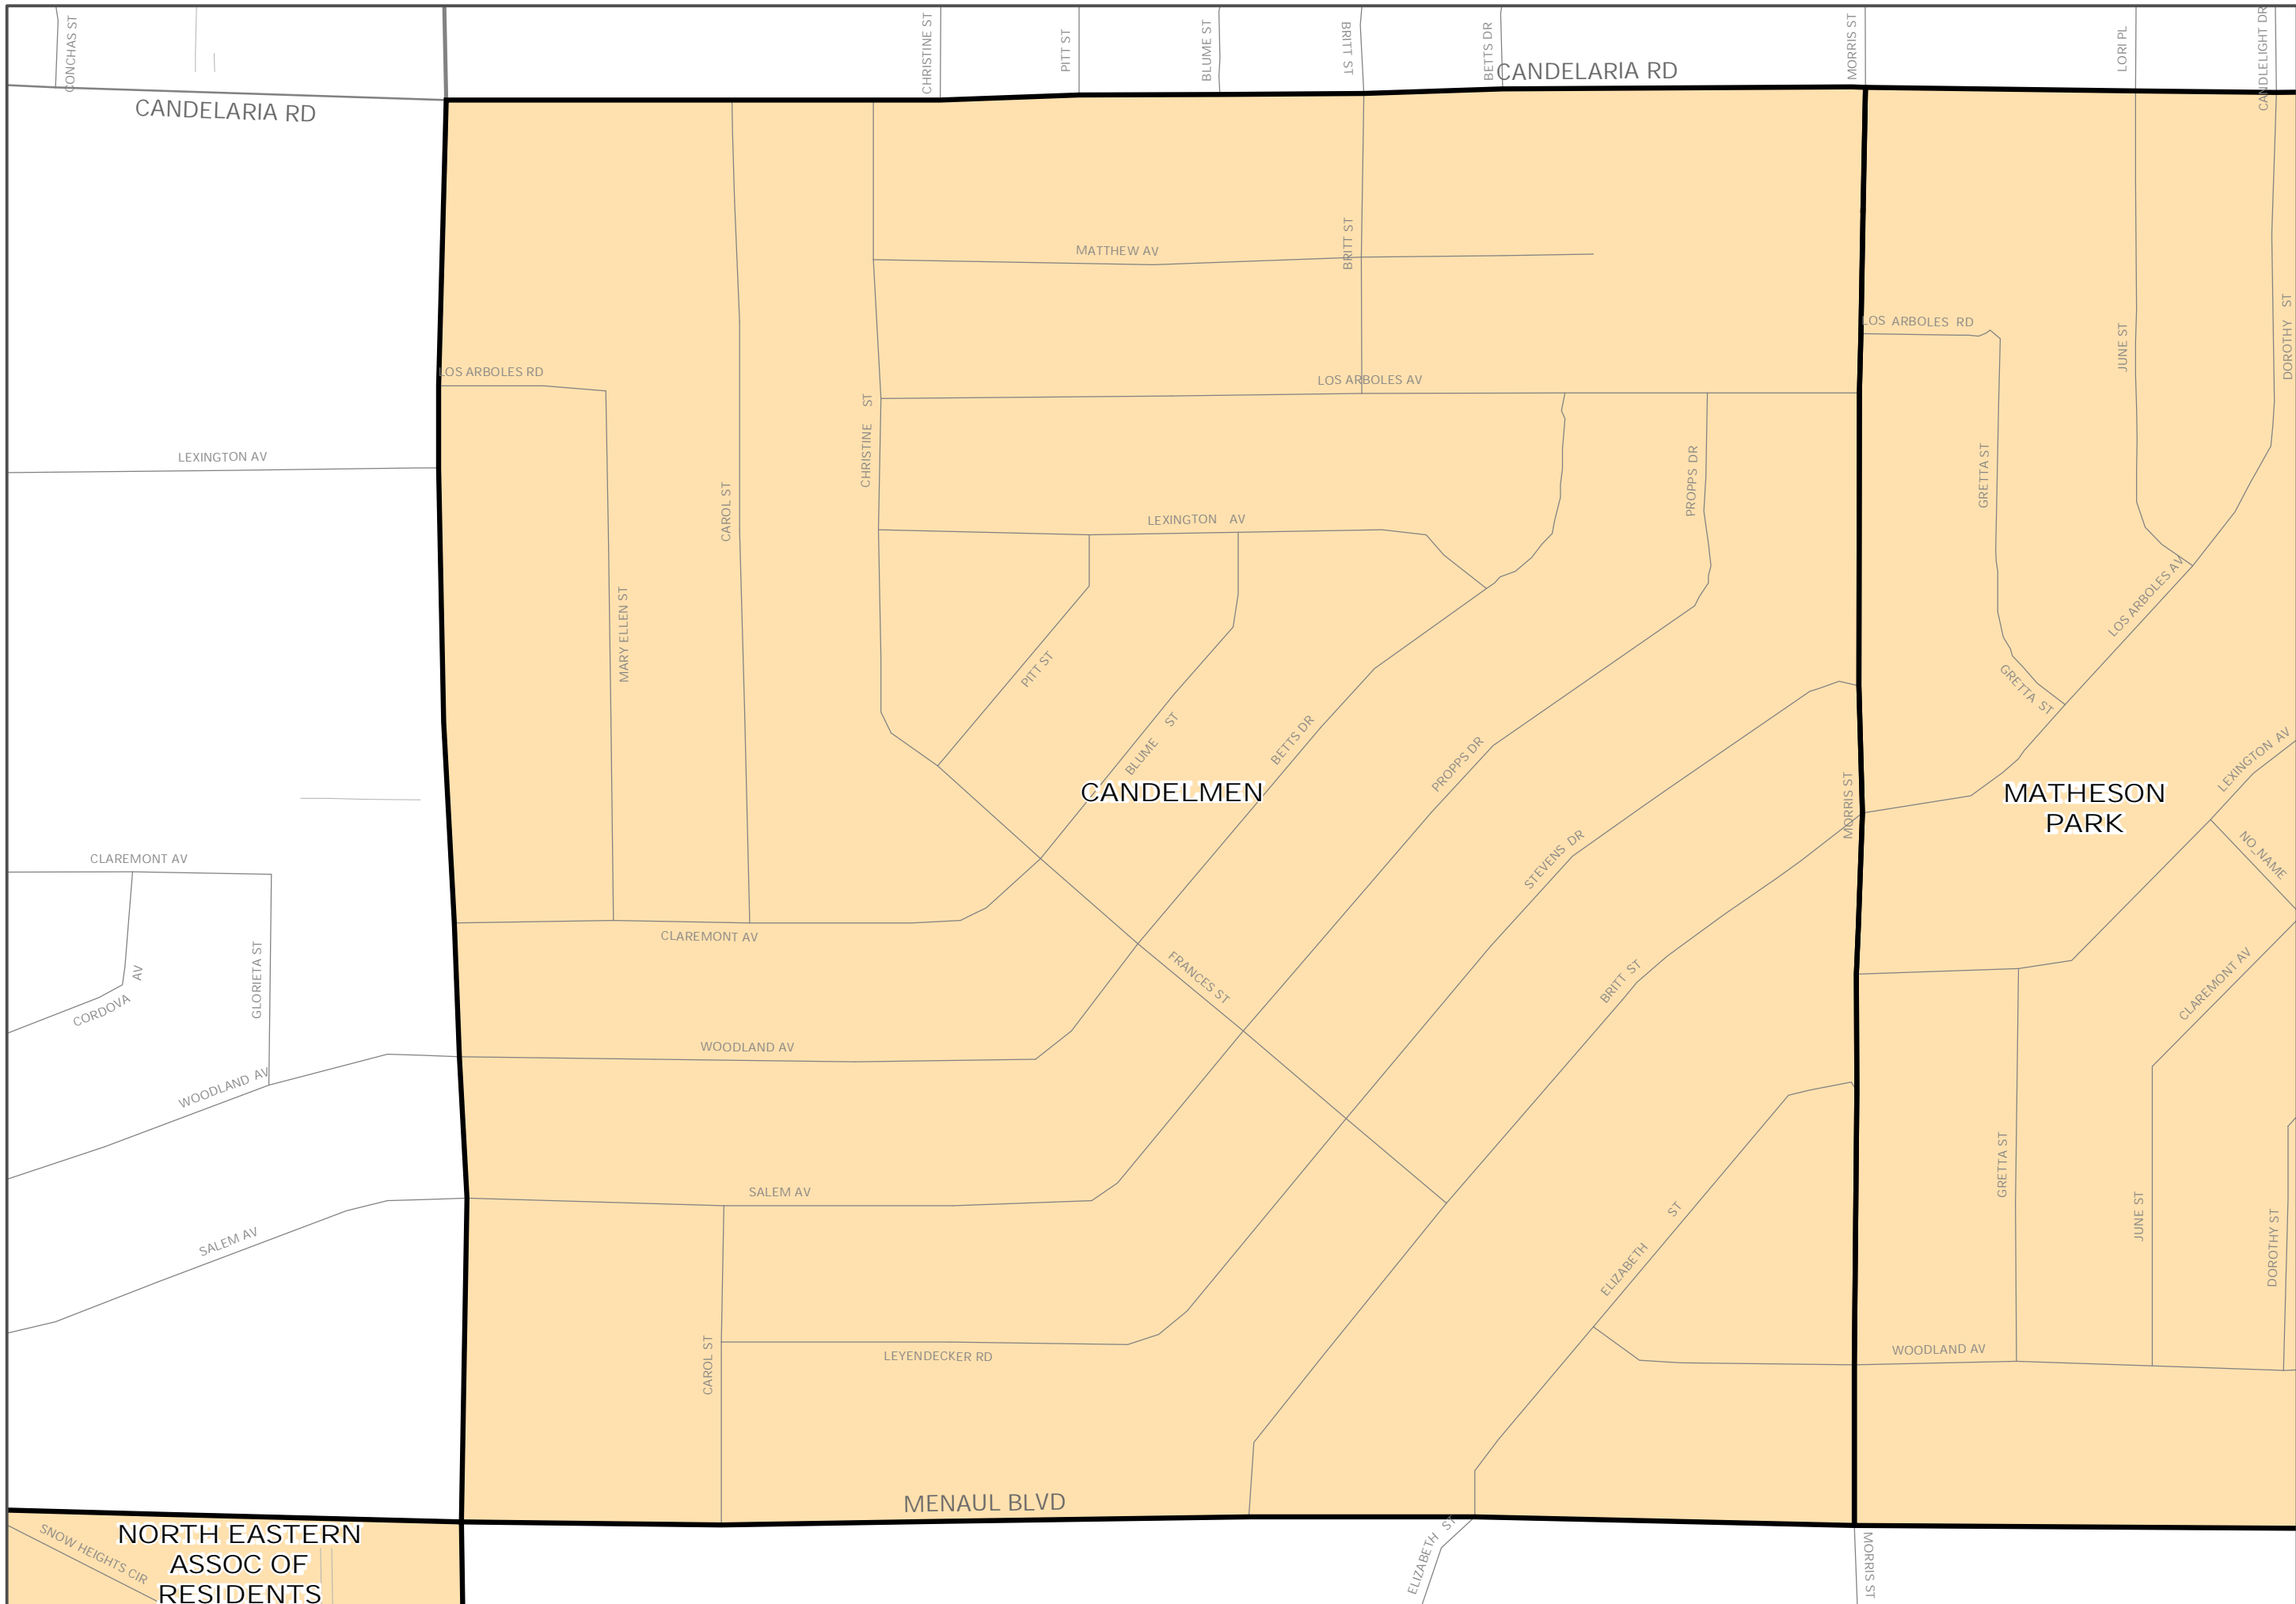 CONCHAS ST
CHRISTINE ST
PITT ST
BLUME ST
BRITT ST
BETTS DR
CANDELARIA RD
MORRIS ST
LORI PL
CANDLELIGHT DR
CANDELARIA RD
MATTHEW AV
BRITT ST
LOS ARBOLES RD
JUNE ST
DOROTHY ST
LOS ARBOLES RD
LOS ARBOLES AV
CHRISTINE ST
LEXINGTON AV
CAROL ST
PROPPS DR
GRETTA ST
LEXINGTON AV
MARY ELLEN ST
LOS ARBOLES AV
PITT ST
GRETTA ST
BLUME ST
BETTS DR
PROPPS DR
LEXINGTON AV
CANDELMEN
MORRIS ST
MATHESON
PARK
NO_NAME
CLAREMONT AV
STEVENS DR
CLAREMONT AV
CORDOVA AV
GLORIETA ST
FRANCES ST
BRITT ST
CLAREMONT AV
WOODLAND AV
WOODLAND AV
GRETTA ST
SALEM AV
ELIZABETH ST
JUNE ST
DOROTHY ST
SALEM AV
CAROL ST
LEYENDECKER RD
WOODLAND AV
MENAUL BLVD
SNOW HEIGHTS CIR
NORTH EASTERN
ASSOC OF
RESIDENTS
ELIZABETH ST
MORRIS ST